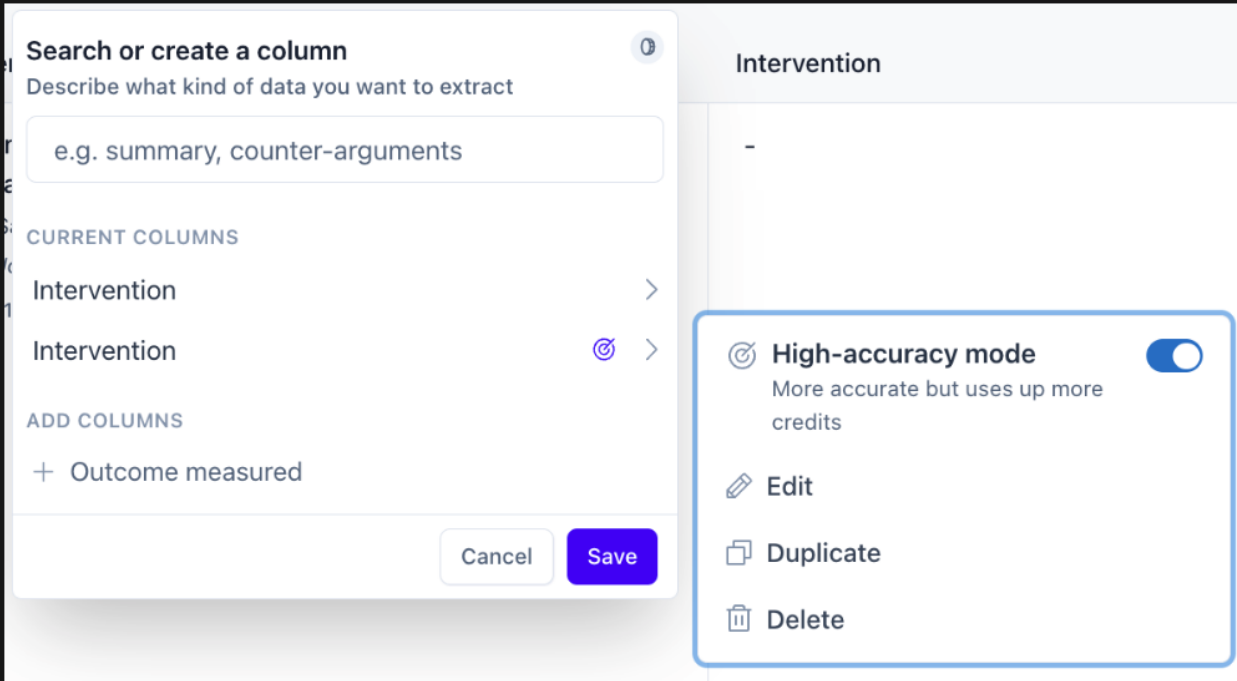 Search or create a column
Describe what kind of data you want to extract
e.g. summary, counter-arguments
CURRENT COLUMNS
Intervention
Intervention
ADD COLUMNS
Outcome measured
Cancel
Save
Intervention
-
High-accuracy mode
More accurate but uses up more
credits
Edit
Duplicate
Delete